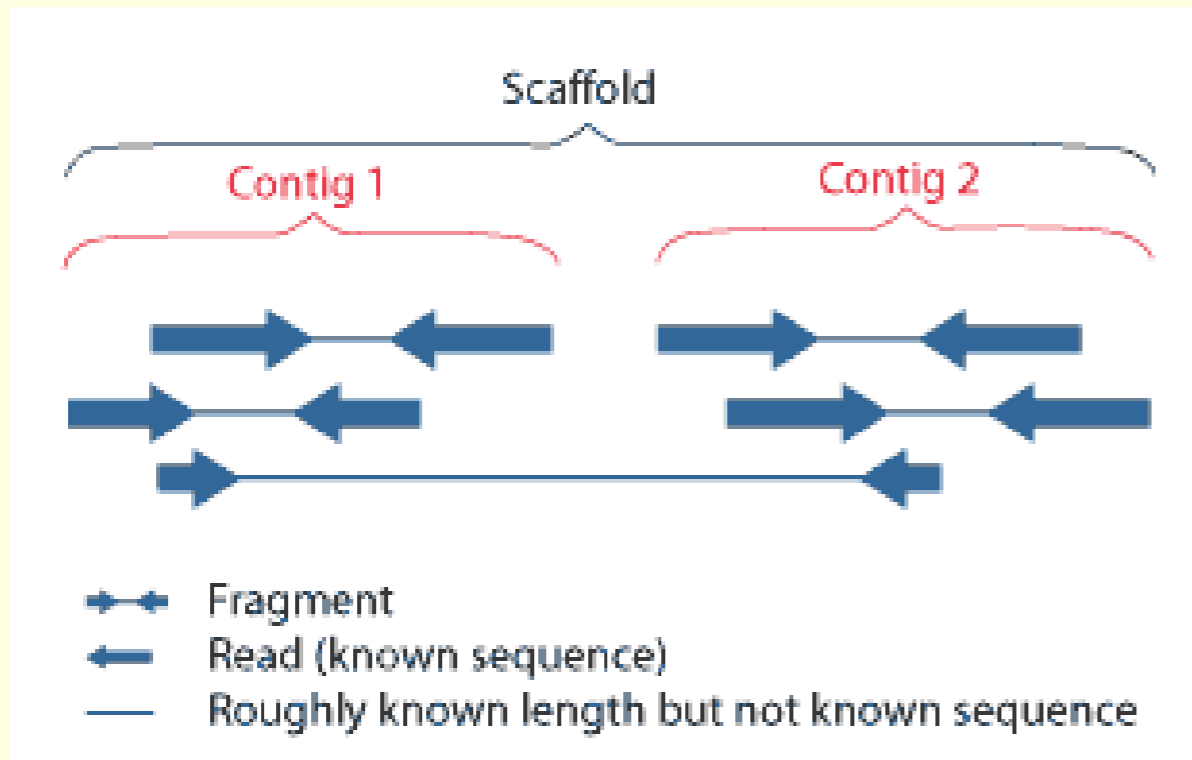 Scaffold
Contig 1
Contig 2
Fragment
Read (known sequence)
Roughly known length but not known sequence